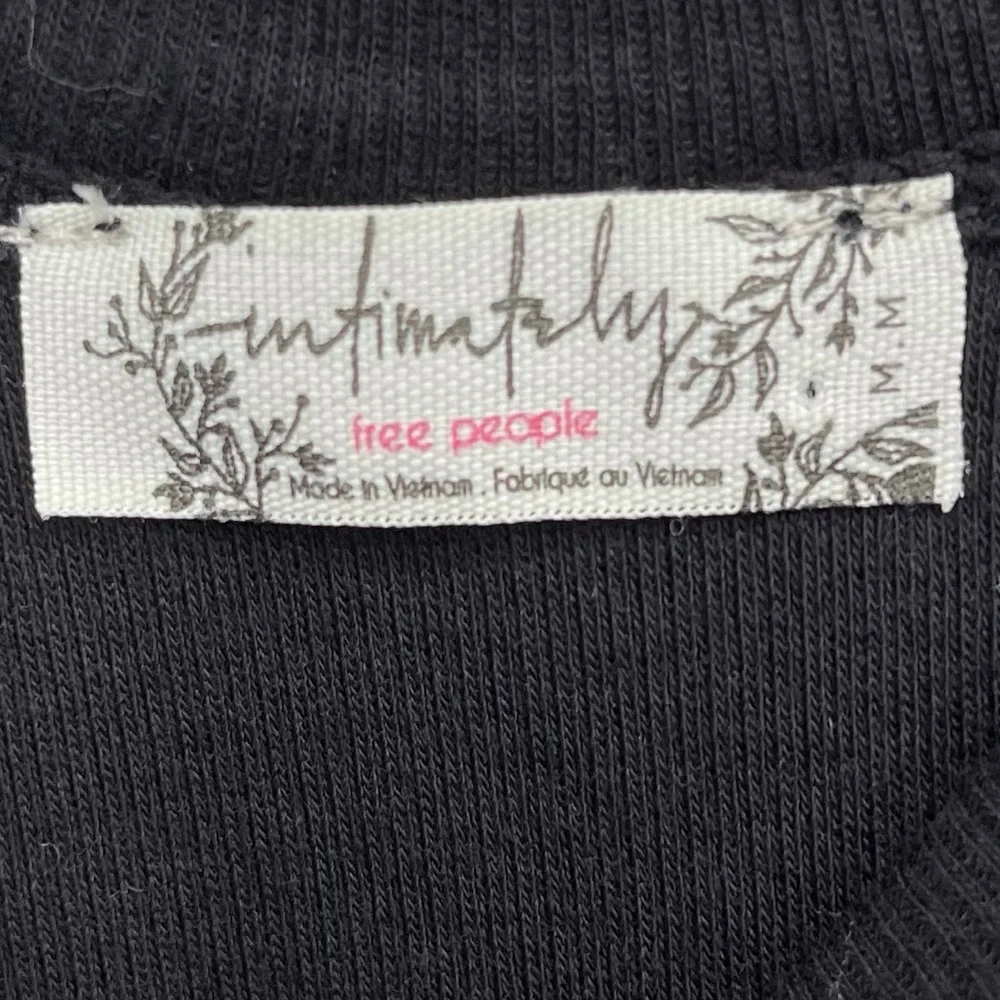 intimately
free people
Made in Vietnam . Fabriqué au Vietnam
M . M